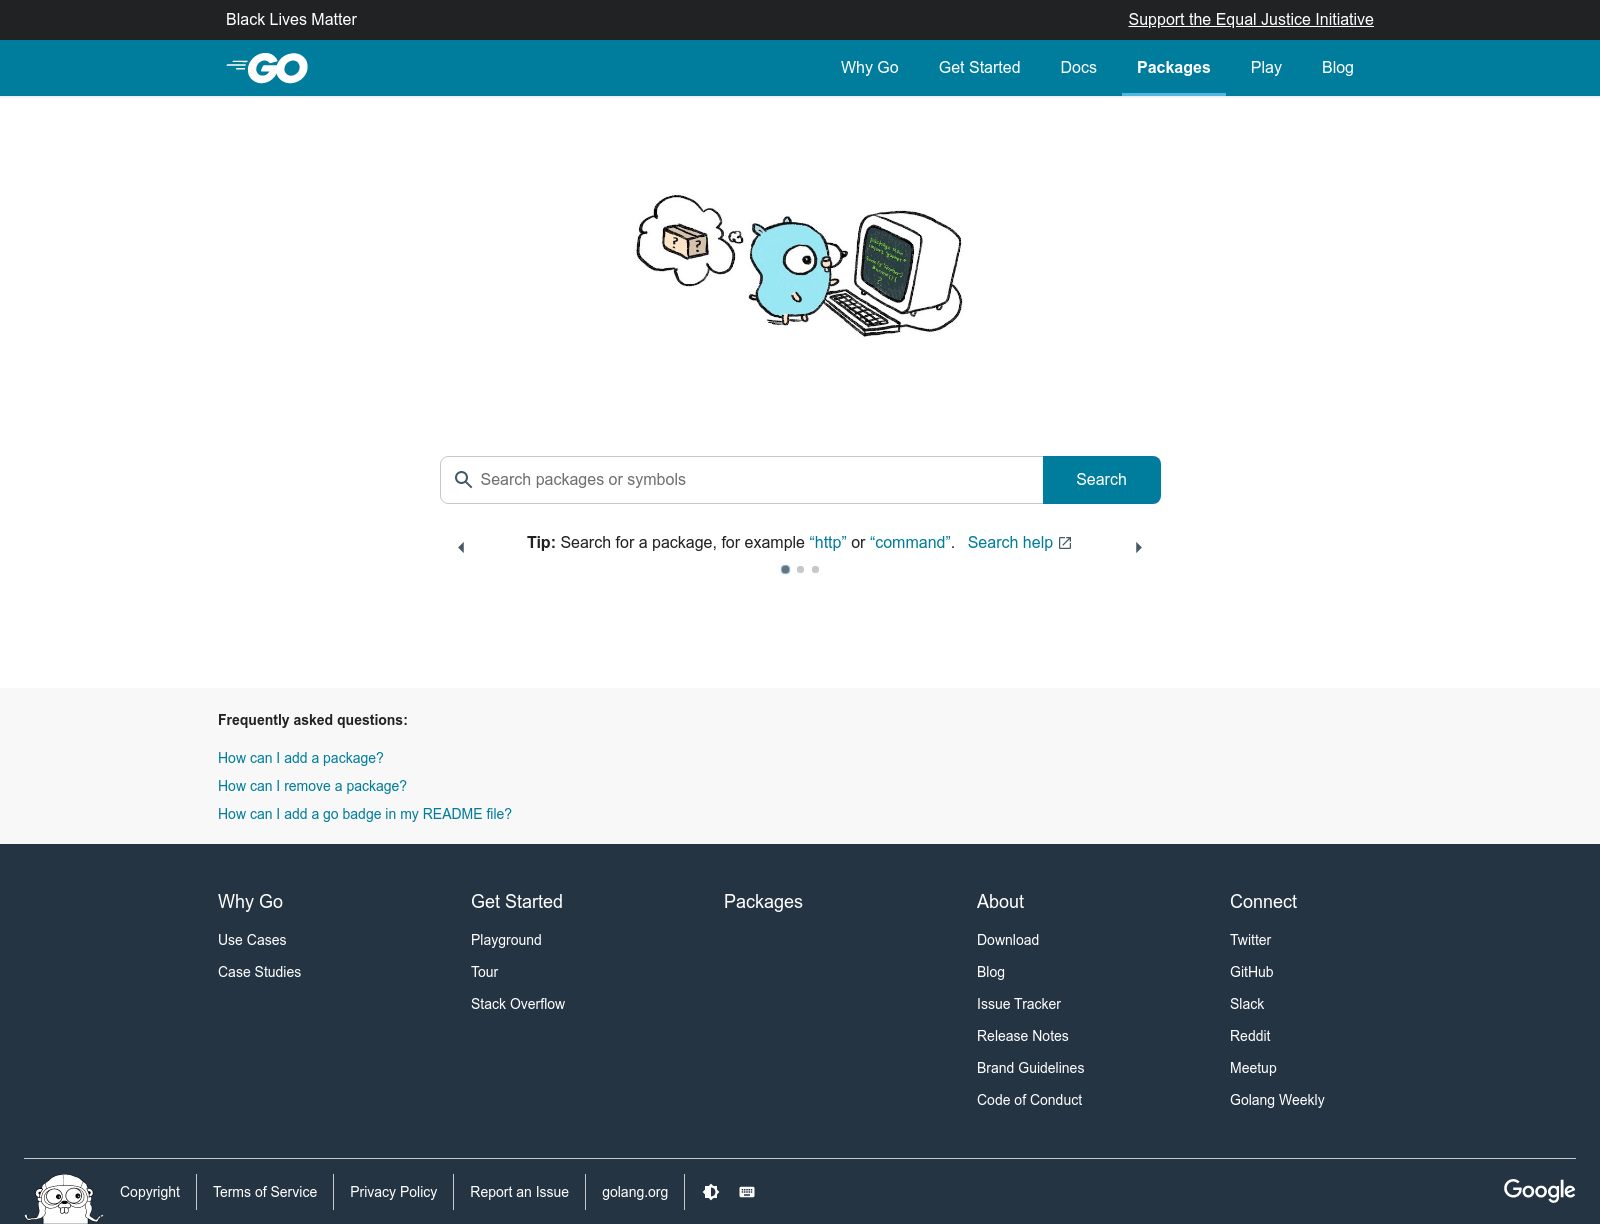 Black Lives Matter
Support the Equal Justice Initiative
GO
Why Go
Get Started
Docs
Packages
Play
Blog
? ?
Search packages or symbols
Search
Tip: Search for a package, for example “http” or “command”. Search help
Frequently asked questions:
How can I add a package?
How can I remove a package?
How can I add a go badge in my README file?
Why Go
Use Cases
Case Studies
Get Started
Playground
Tour
Stack Overflow
Packages
About
Download
Blog
Issue Tracker
Release Notes
Brand Guidelines
Code of Conduct
Connect
Twitter
GitHub
Slack
Reddit
Meetup
Golang Weekly
Copyright
Terms of Service
Privacy Policy
Report an Issue
golang.org
Google